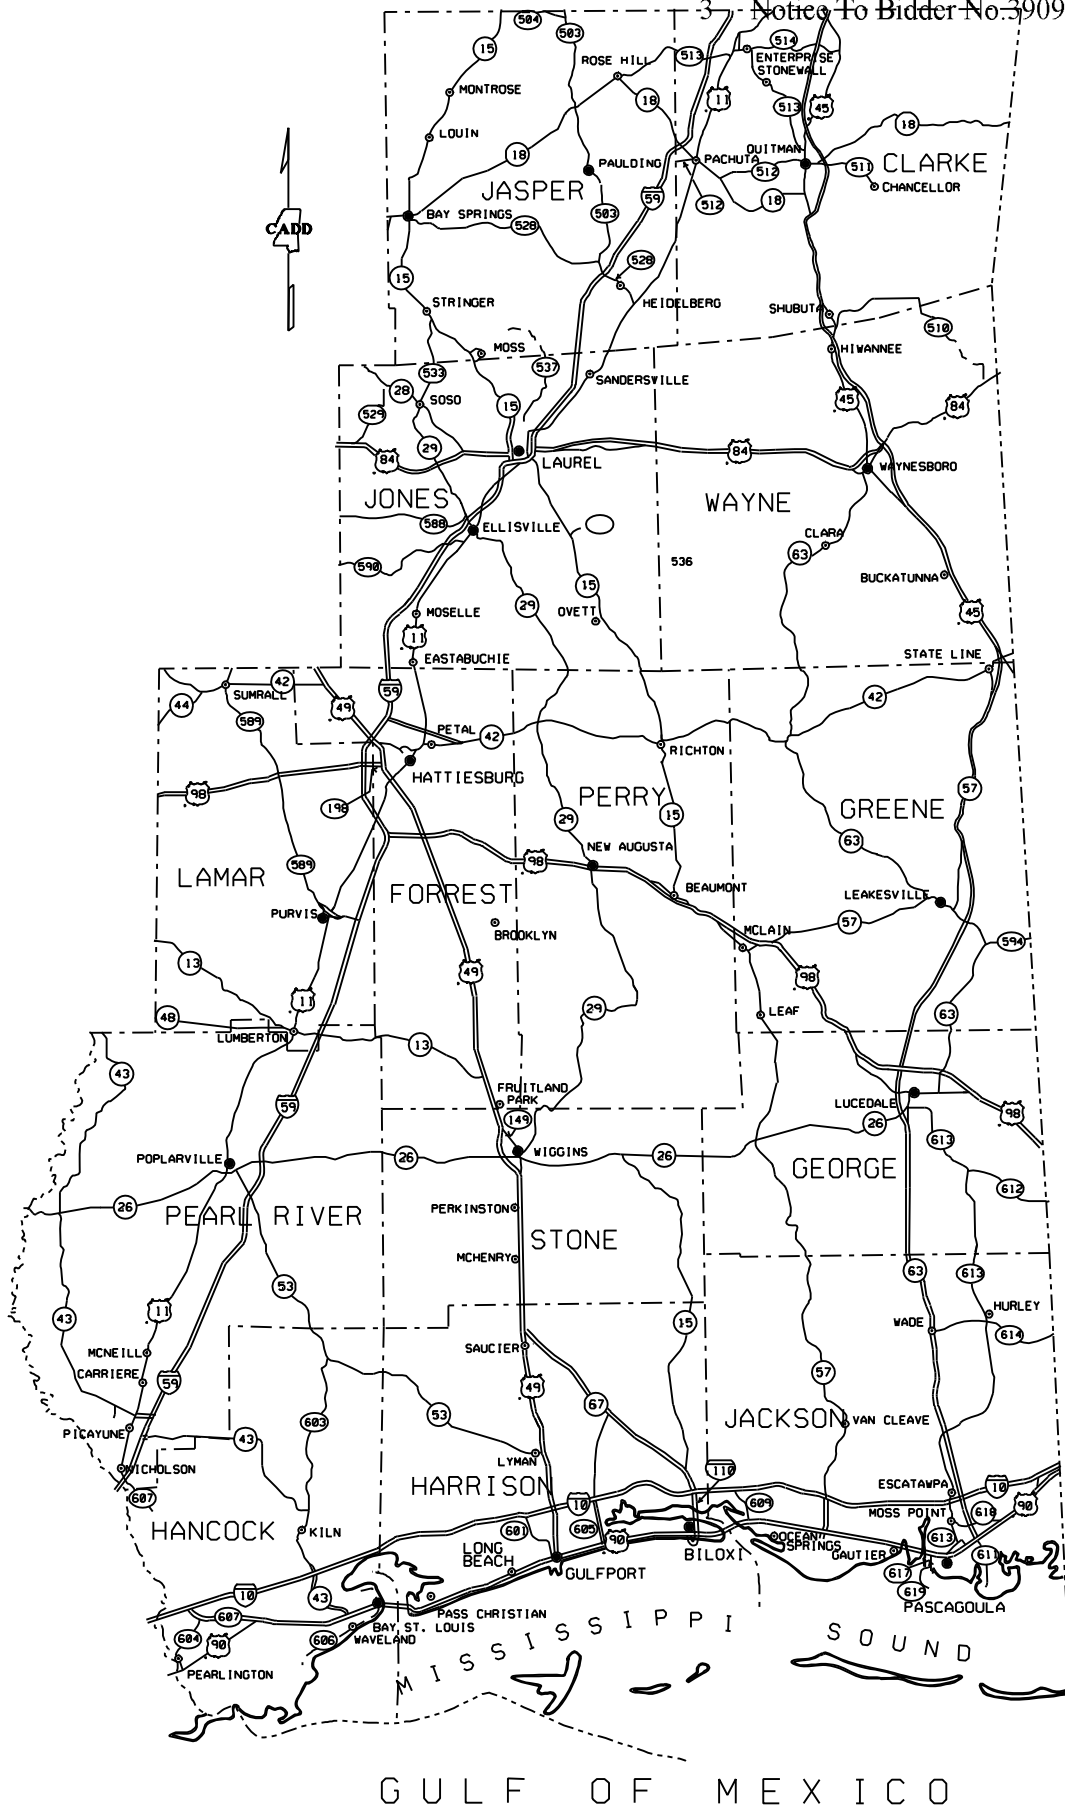 3 Notice To Bidder No.3909
504
503
15
ROSE HILL
513
514
ENTERPRISE
STONEWALL
MONTROSE
18
11
513
45
LOUIN
18
18
QUITMAN
PAULDING
PACHUTA
512
511
CLARKE
CHANCELLOR
JASPER
59
512
18
503
BAY SPRINGS
528
CADD
528
15
HEIDELBERG
STRINGER
SHUBUTA
510
MOSS
HIWANNEE
533
537
SANDERSVILLE
28
SOSO
15
45
84
529
29
84
LAUREL
84
WAYNESBORO
JONES
WAYNE
588
ELLISVILLE
CLARA
63
536
590
BUCKATUNNA
15
29
MOSELLE
OVETT
45
11
EASTABUCHIE
STATE LINE
42
SUMRALL
59
44
49
42
589
PETAL
42
RICHTON
HATTIESBURG
98
198
PERRY
57
GREENE
15
29
63
NEW AUGUSTA
98
589
LAMAR
FORREST
BEAUMONT
LEAKESVILLE
PURVIS
BROOKLYN
57
MCLAIN
594
13
49
98
11
29
LEAF
48
63
LUMBERTON
13
43
FRUITLAND
PARK
59
149
LUCEDALE
98
26
613
POPLARVILLE
26
WIGGINS
26
GEORGE
612
26
PEARL RIVER
PERKINSTON
STONE
MCHENRY
63
613
53
11
43
HURLEY
15
WADE
614
MCNEILL
SAUCIER
CARRIERE
59
49
57
67
53
603
JACKSON
VAN CLEAVE
PICAYUNE
43
LYMAN
NICHOLSON
110
HARRISON
ESCATAWPA
10
607
10
609
90
MOSS POINT
618
HANCOCK
KILN
601
605
90
613
OCEAN
SPRINGS
LONG
BEACH
BILOXI
GAUTIER
611
GULFPORT
617
619
10
43
PASCAGOULA
607
PASS CHRISTIAN
BAY ST. LOUIS
604
90
606
WAVELAND
PEARLINGTON
MISSISSIPPI SOUND
GULF OF MEXICO